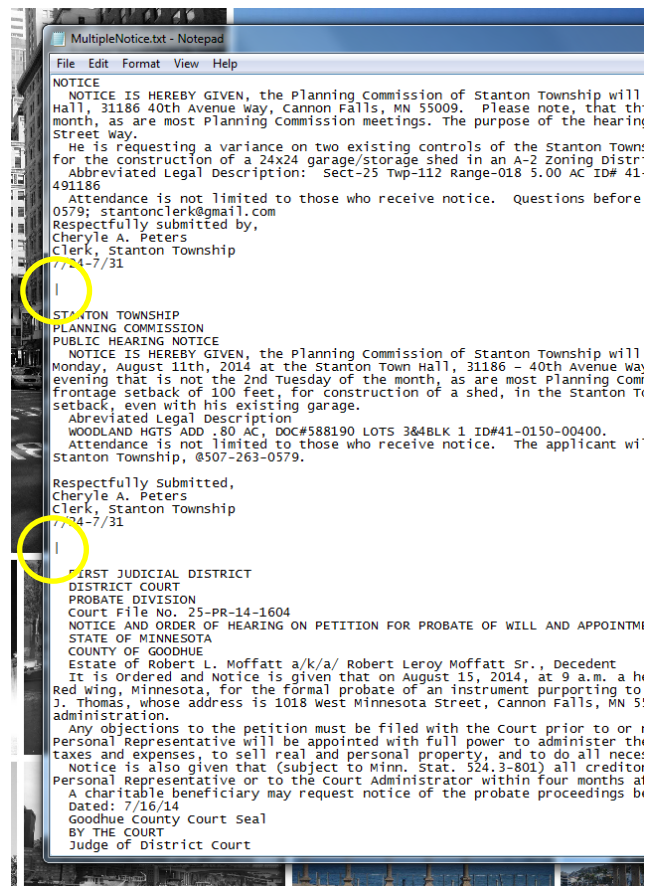 MultipleNotice.txt - Notepad
File Edit Format View Help
NOTICE
NOTICE IS HEREBY GIVEN, the Planning Commission of Stanton Township will
Hall, 31186 40th Avenue Way, Cannon Falls, MN 55009. Please note, that th
month, as are most Planning Commission meetings. The purpose of the hearing
Street Way.
He is requesting a variance on two existing controls of the Stanton Towns
for the construction of a 24x24 garage/storage shed in an A-2 Zoning Distr
Abbreviated Legal Description: Sect-25 Twp-112 Range-018 5.00 AC ID# 41-
491186
Attendance is not limited to those who receive notice. Questions before
0579; stantonclerk@gmail.com
Respectfully submitted by,
Cheryle A. Peters
Clerk, Stanton Township
7/24-7/31
|
STANTON TOWNSHIP
PLANNING COMMISSION
PUBLIC HEARING NOTICE
NOTICE IS HEREBY GIVEN, the Planning Commission of Stanton Township will
Monday, August 11th, 2014 at the Stanton Town Hall, 31186 – 40th Avenue Way
evening that is not the 2nd Tuesday of the month, as are most Planning Com
frontage setback of 100 feet, for construction of a shed, in the Stanton To
setback, even with his existing garage.
Abreviated Legal Description
WOODLAND HGTS ADD .80 AC, DOC#588190 LOTS 3&4BLK 1 ID#41-0150-00400.
Attendance is not limited to those who receive notice. The applicant wi
Stanton Township, @507-263-0579.
Respectfully Submitted,
Cheryle A. Peters
Clerk, Stanton Township
7/24-7/31
|
FIRST JUDICIAL DISTRICT
DISTRICT COURT
PROBATE DIVISION
Court File No. 25-PR-14-1604
NOTICE AND ORDER OF HEARING ON PETITION FOR PROBATE OF WILL AND APPOINTME
STATE OF MINNESOTA
COUNTY OF GOODHUE
Estate of Robert L. Moffatt a/k/a/ Robert Leroy Moffatt Sr., Decedent
It is Ordered and Notice is given that on August 15, 2014, at 9 a.m. a he
Red Wing, Minnesota, for the formal probate of an instrument purporting to
J. Thomas, whose address is 1018 West Minnesota Street, Cannon Falls, MN 55
administration.
Any objections to the petition must be filed with the Court prior to or r
Personal Representative will be appointed with full power to administer the
taxes and expenses, to sell real and personal property, and to do all neces
Notice is also given that (subject to Minn. Stat. 524.3-801) all creditor
Personal Representative or to the Court Administrator within four months af
A charitable beneficiary may request notice of the probate proceedings be
Dated: 7/16/14
Goodhue County Court Seal
BY THE COURT
Judge of District Court